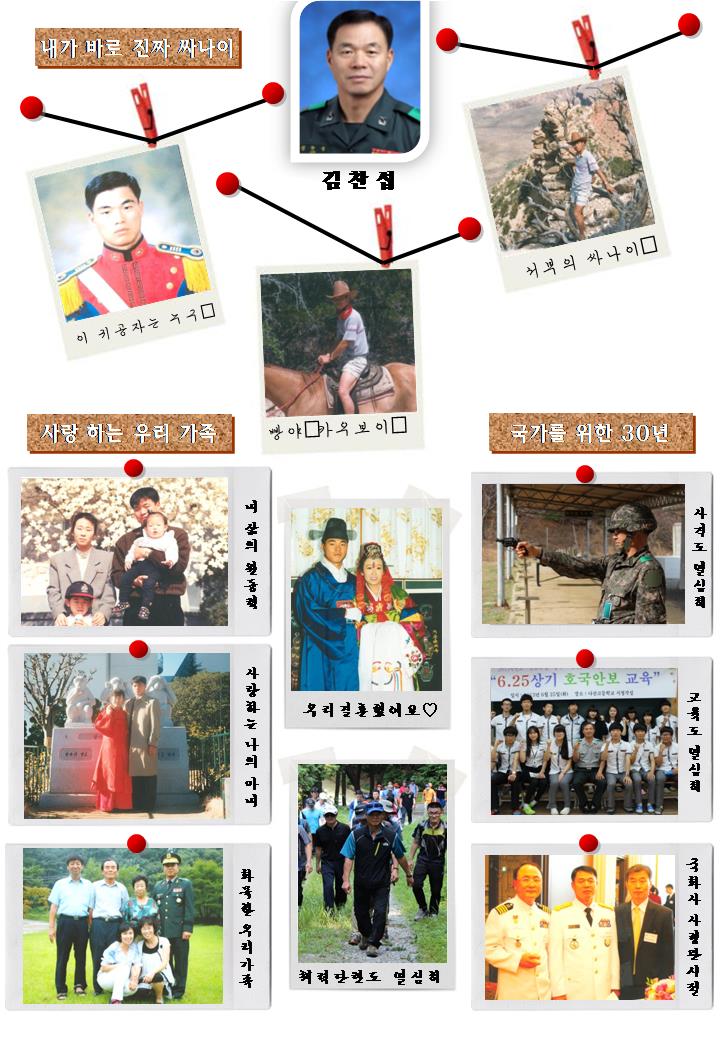 내가 바로 진짜 싸나이
김 찬 섭
이 귀공자는 누구□
빵야□카우보이□
서부의 싸나이□
사랑 하는 우리 가족
국가를 위한 30년
내 삶의 원동력
사랑하는 나의 아내
화목한 우리가족
우리결혼했어요♡
체력단련도 열심히
사격도 열심히
"6.25상기 호국안보 교육"
교육도 열심히
국회사 사령단시절